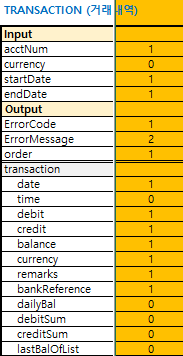 TRANSACTION (거래내역)
Input
acctNum 1
currency 0
startDate 1
endDate 1
Output
ErrorCode 1
ErrorMessage 2
order 1
transaction
date 1
time 0
debit 1
credit 1
balance 1
currency 1
remarks 1
bankReference 1
dailyBal 0
debitSum 0
creditSum 0
lastBalOfList 0